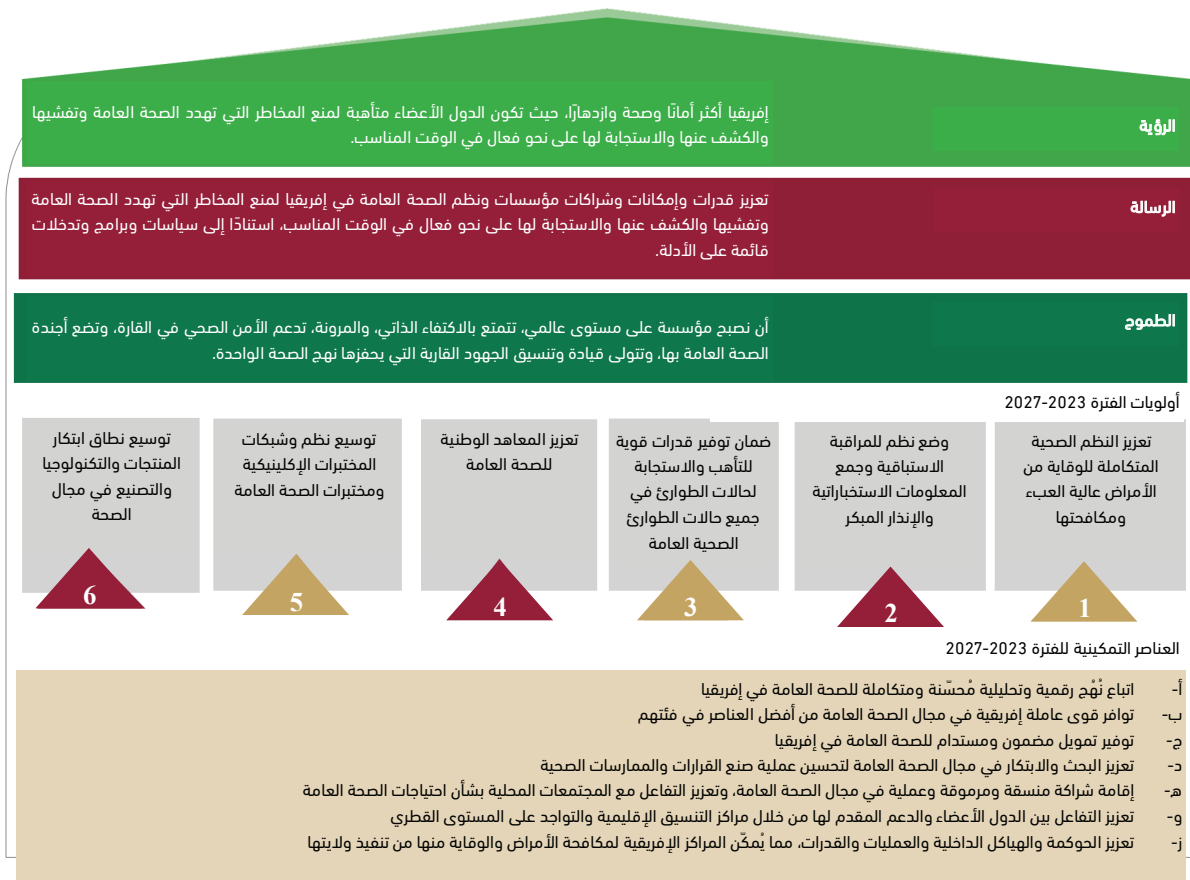 الرؤية
إفريقيا أكثر أمانًا وصحة وازدهارًا، حيث تكون الدول الأعضاء متأهبة لمنع المخاطر التي تهدد الصحة العامة وتفشيها
والكشف عنها والاستجابة لها على نحو فعال في الوقت المناسب.
الرسالة
تعزيز قدرات وإمكانات وشراكات مؤسسات ونظم الصحة العامة في إفريقيا لمنع المخاطر التي تهدد الصحة العامة
وتفشيها والكشف عنها والاستجابة لها على نحو فعال في الوقت المناسب، استنادًا إلى سياسات وبرامج وتدخلات
قائمة على الأدلة.
الطموح
أن نصبح مؤسسة على مستوى عالمي، تتمتع بالاكتفاء الذاتي، والمرونة، تدعم الأمن الصحي في القارة، وتضع أجندة
الصحة العامة بها، وتتولى قيادة وتنسيق الجهود القارية التي يحفزها نهج الصحة الواحدة.
أولويات الفترة 2023-2027
تعزيز النظم الصحية
المتكاملة للوقاية من
الأمراض عالية العبء
ومكافحتها
1
وضع نظم للمراقبة
الاستباقية وجمع
المعلومات الاستخباراتية
والإنذار المبكر
2
ضمان توفير قدرات قوية
للتأهب والاستجابة
لحالات الطوارئ في
جميع حالات الطوارئ
الصحية العامة
3
تعزيز المعاهد الوطنية
للصحة العامة
4
توسيع نظم وشبكات
المختبرات الإكلينيكية
ومختبرات الصحة العامة
5
توسيع نطاق ابتكار
المنتجات والتكنولوجيا
والتصنيع في مجال
الصحة
6
العناصر التمكينية للفترة 2023-2027
أ- اتباع نُهُج رقمية وتحليلية مُحسّنة ومتكاملة للصحة العامة في إفريقيا
ب- توافر قوى عاملة إفريقية في مجال الصحة العامة من أفضل العناصر في فئتهم
ج- توفير تمويل مضمون ومستدام للصحة العامة في إفريقيا
د- تعزيز البحث والابتكار في مجال الصحة العامة لتحسين عملية صنع القرارات والممارسات الصحية
هـ- إقامة شراكة منسقة ومرموقة وعملية في مجال الصحة العامة، وتعزيز التفاعل مع المجتمعات المحلية بشأن احتياجات الصحة العامة
و- تعزيز التفاعل بين الدول الأعضاء والدعم المقدم لها من خلال مراكز التنسيق الإقليمية والتواجد على المستوى القطري
ز- تعزيز الحوكمة والهياكل الداخلية والعمليات والقدرات، مما يُمكّن المراكز الإفريقية لمكافحة الأمراض والوقاية منها من تنفيذ ولايتها